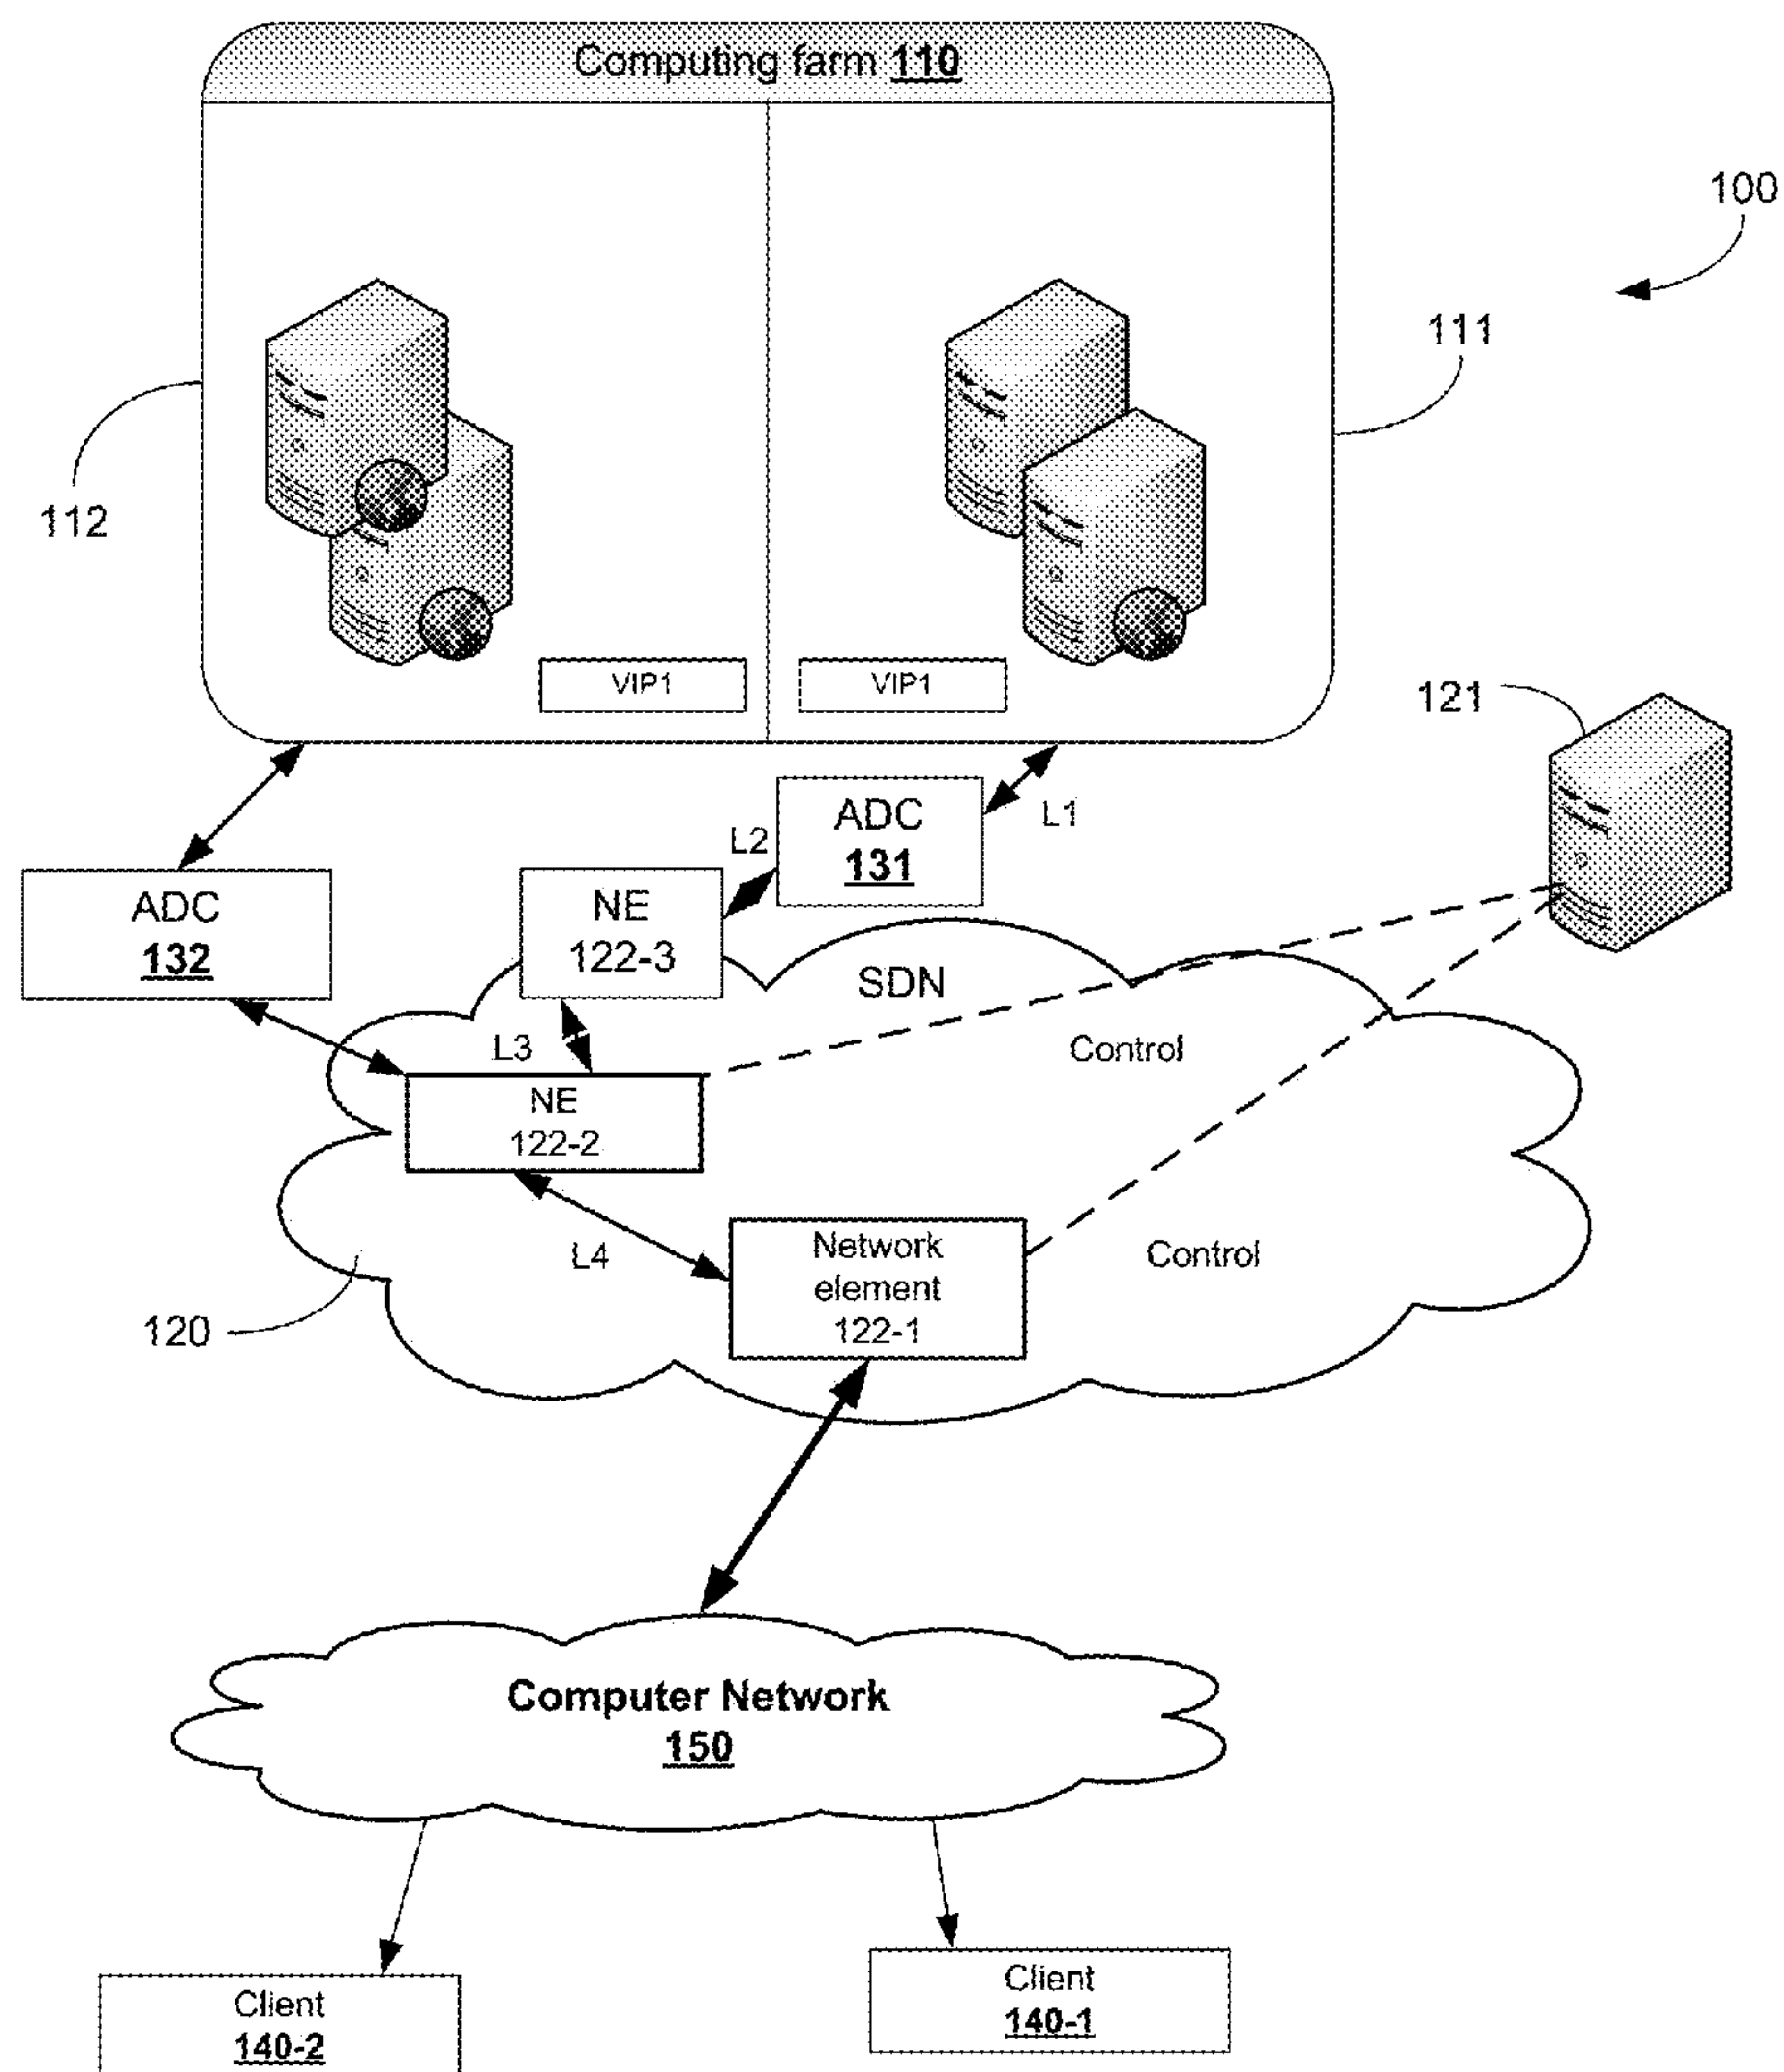 Computing farm 110
100
111
112
VIP1
VIP1
121
L1
ADC
131
L2
NE
122-3
ADC
132
SDN
Control
L3
NE
122-2
L4
Network
element
122-1
Control
120
Computer Network
150
Client
140-1
Client
140-2